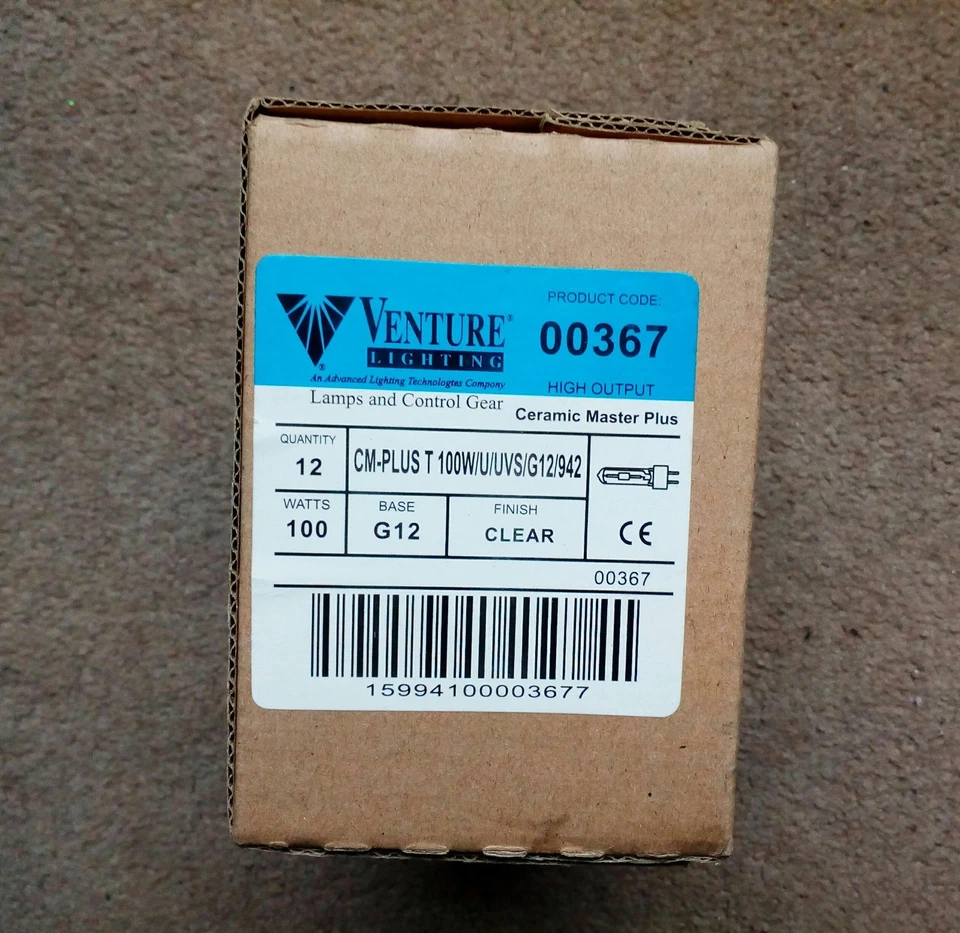 VENTURE®
LIGHTING
®
An Advanced Lighting Technologies Company
Lamps and Control Gear
PRODUCT CODE:
00367
HIGH OUTPUT
Ceramic Master Plus
QUANTITY
12
CM-PLUS T 100W/U/UVS/G12/942
WATTS
100
BASE
G12
FINISH
CLEAR
CE
00367
15994100003677